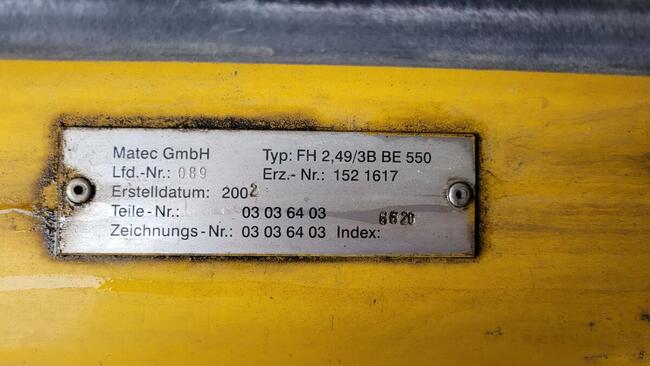 Matec GmbH Typ: FH 2,49/3B BE 550
Lfd.-Nr.: 089 Erz.- Nr.: 152 1617
Erstelldatum: 2002
Teile-Nr.: 03 03 64 03 6620
Zeichnungs-Nr.: 03 03 64 03 Index: